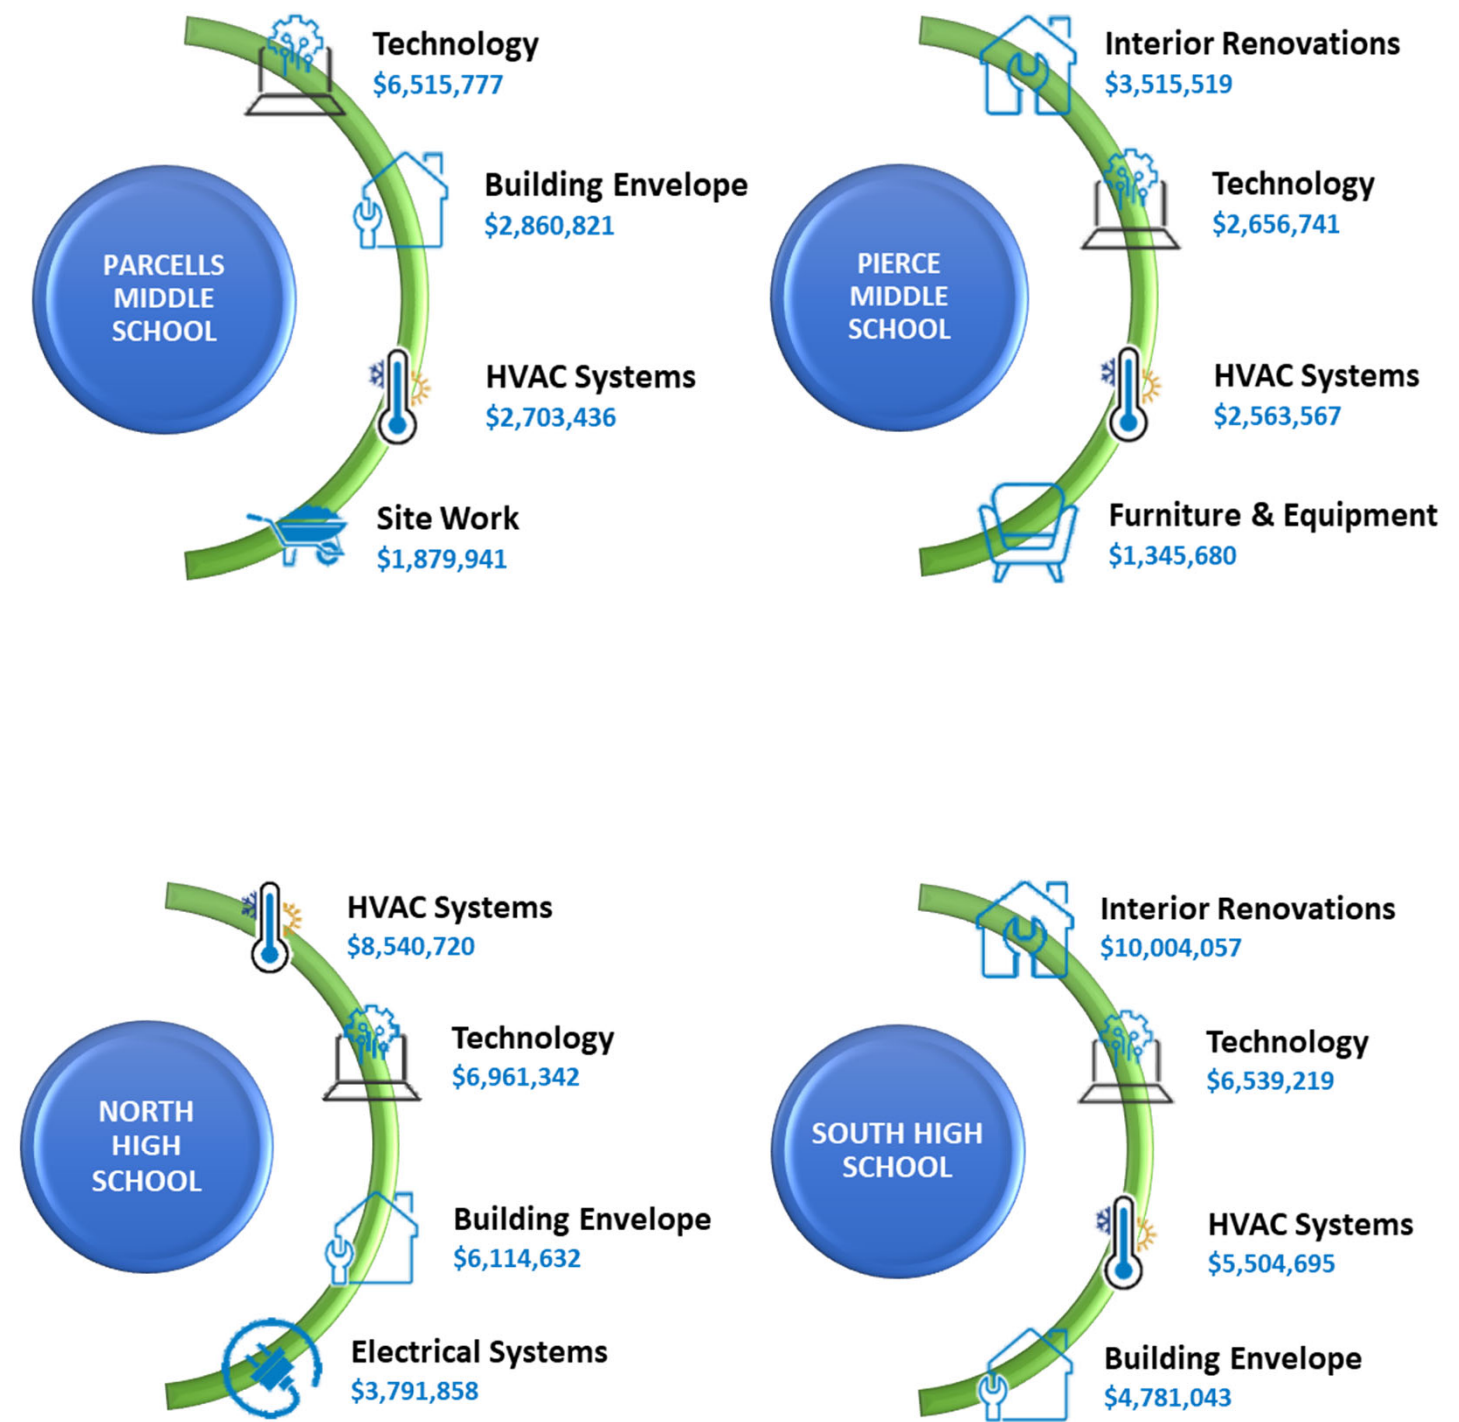 PARCELLS
MIDDLE
SCHOOL
Technology
$6,515,777
Building Envelope
$2,860,821
HVAC Systems
$2,703,436
Site Work
$1,879,941
PIERCE
MIDDLE
SCHOOL
Interior Renovations
$3,515,519
Technology
$2,656,741
HVAC Systems
$2,563,567
Furniture & Equipment
$1,345,680
NORTH
HIGH
SCHOOL
HVAC Systems
$8,540,720
Technology
$6,961,342
Building Envelope
$6,114,632
Electrical Systems
$3,791,858
SOUTH HIGH
SCHOOL
Interior Renovations
$10,004,057
Technology
$6,539,219
HVAC Systems
$5,504,695
Building Envelope
$4,781,043